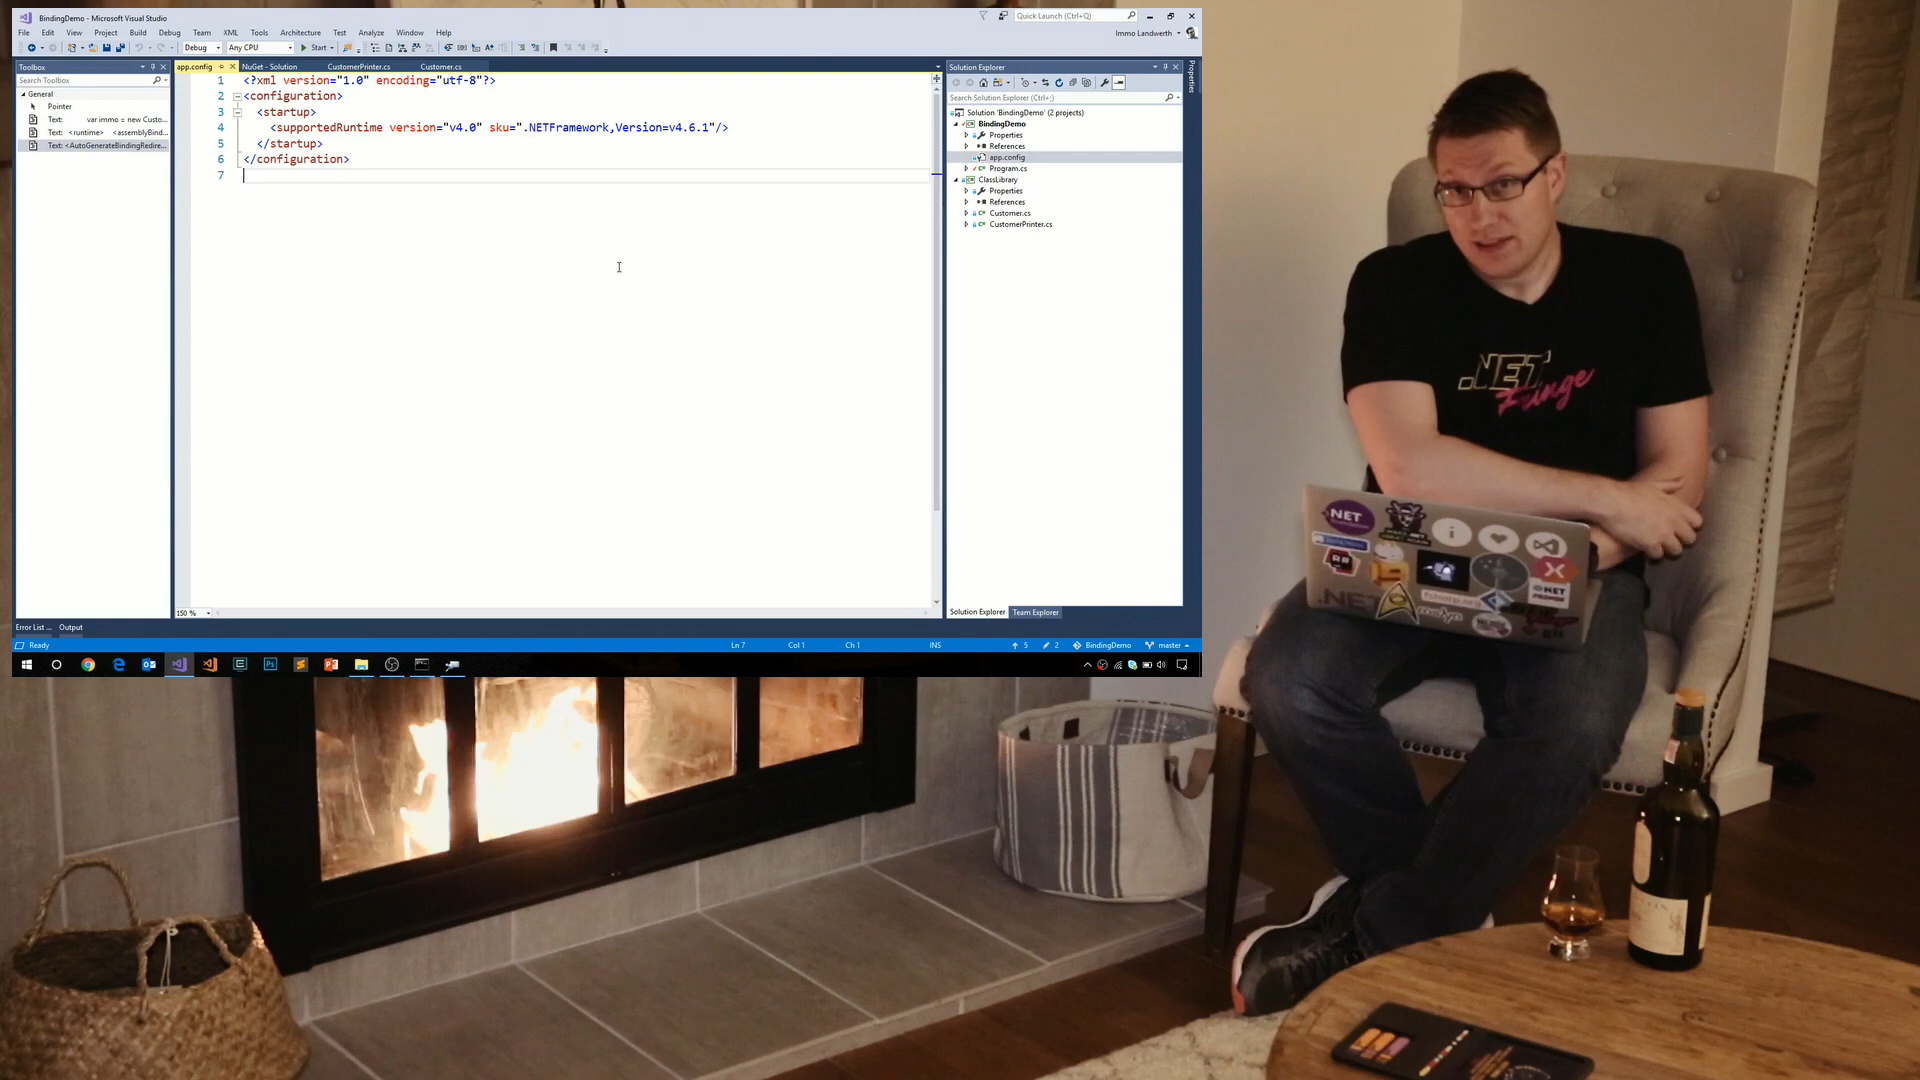 BindingDemo - Microsoft Visual Studio
Quick Launch (Ctrl+Q)
File Edit View Project Build Debug Team XML Tools Architecture Test Analyze Window Help
Immo Landwerth
Debug Any CPU Start
Toolbox
Search Toolbox
General
Pointer
Text: var immo = new Custo...
Text: <runtime> <assemblyBind...
Text: <AutoGenerateBindingRedire...
app.config NuGet - Solution CustomerPrinter.cs Customer.cs
1 <?xml version="1.0" encoding="utf-8"?>
2 <configuration>
3 <startup>
4 <supportedRuntime version="v4.0" sku=".NETFramework,Version=v4.6.1"/>
5 </startup>
6 </configuration>
7
150 %
Solution Explorer
Search Solution Explorer (Ctrl+;)
Solution 'BindingDemo' (2 projects)
BindingDemo
Properties
References
app.config
Program.cs
ClassLibrary
Properties
References
Customer.cs
CustomerPrinter.cs
Solution Explorer Team Explorer
Properties
Error List ... Output
Ready Ln 7 Col 1 Ch 1 INS 5 2 BindingDemo master
.NET
Fringe
.NET
.NET